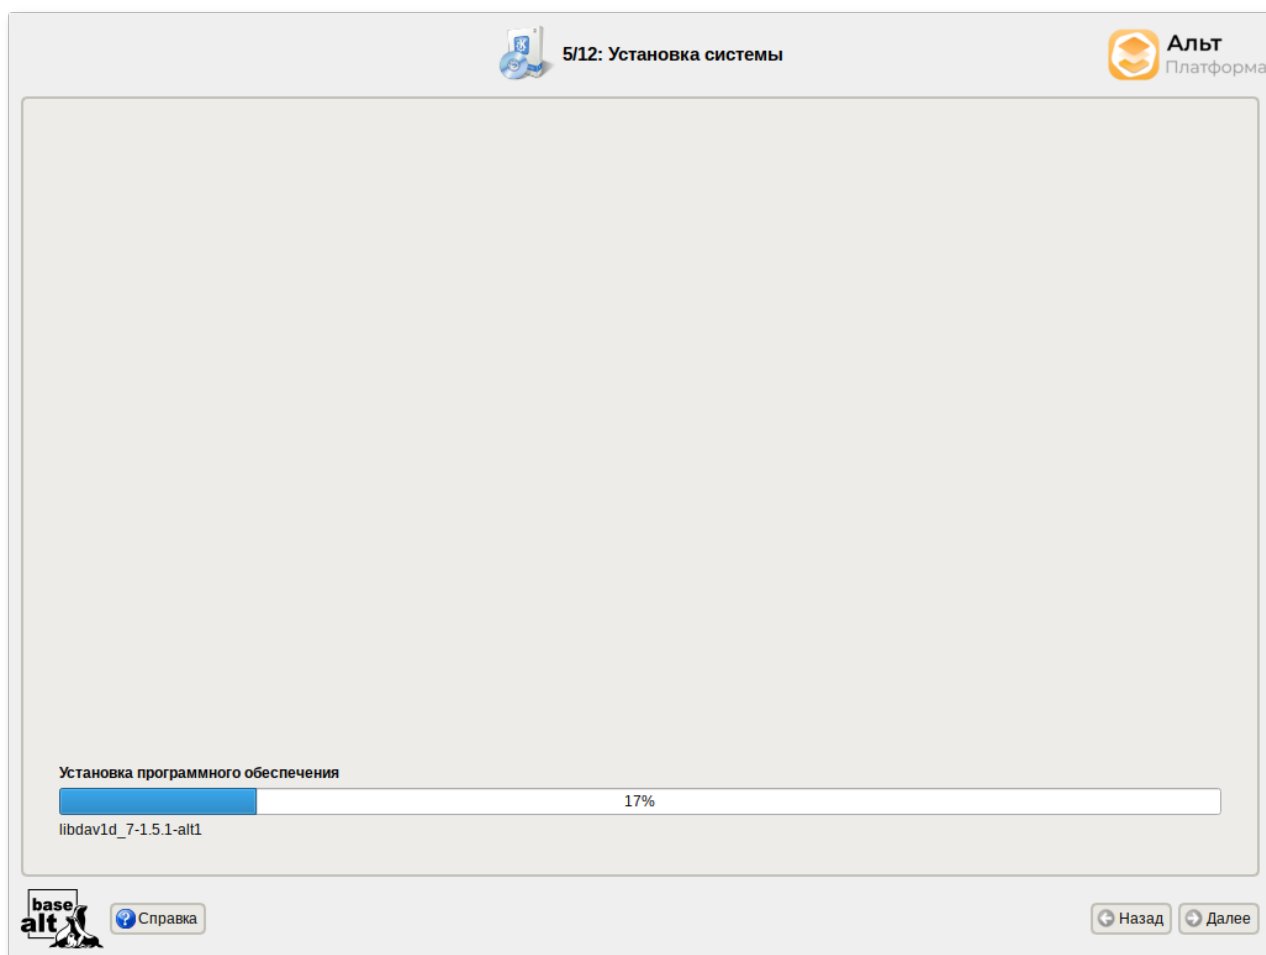 5/12: Установка системы
Альт
Платформа
Установка программного обеспечения
17%
libdav1d_7-1.5.1-alt1
base
alt
Справка
Назад
Далее